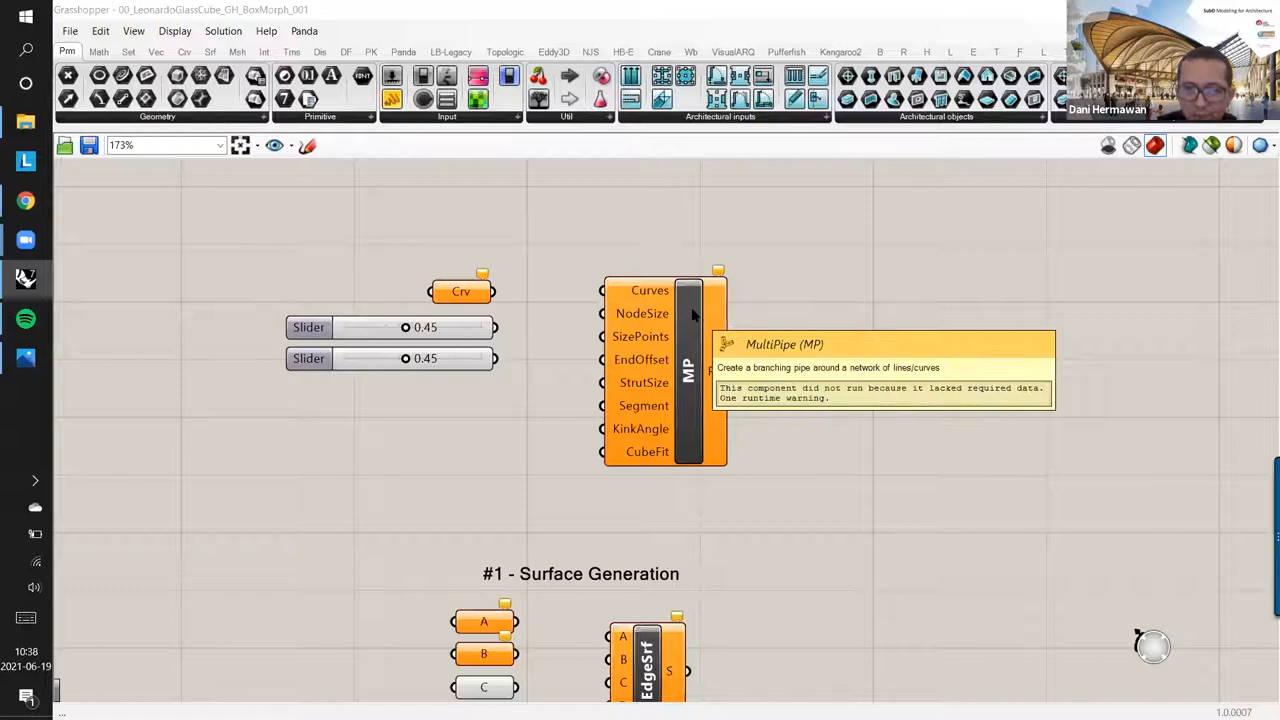 Grasshopper - 00_LeonardoGlassCube_GH_BoxMorph_001
SubD Modeling for Architecture
File Edit View Display Solution Help Panda
Prm Math Set Vec Crv Srf Msh Int Trns Dis DF PK Panda LB-Legacy Topologic Eddy3D NJS HB-E Crane Wb VisualARQ Pufferfish Kangaroo2 B R H L E T F L
Dani Hermawan
Geometry Primitive Input Util Architectural inputs Architectural objects
173%
Crv
Slider 0.45
Slider 0.45
Curves
NodeSize
SizePoints
EndOffset
StrutSize
Segment
KinkAngle
CubeFit
MP
MultiPipe (MP)
Create a branching pipe around a network of lines/curves
This component did not run because it lacked required data.
One runtime warning.
#1 - Surface Generation
A
B
C
A
B
C
EdgeSrf
S
10:38
2021-06-19
1
...
1.0.0007